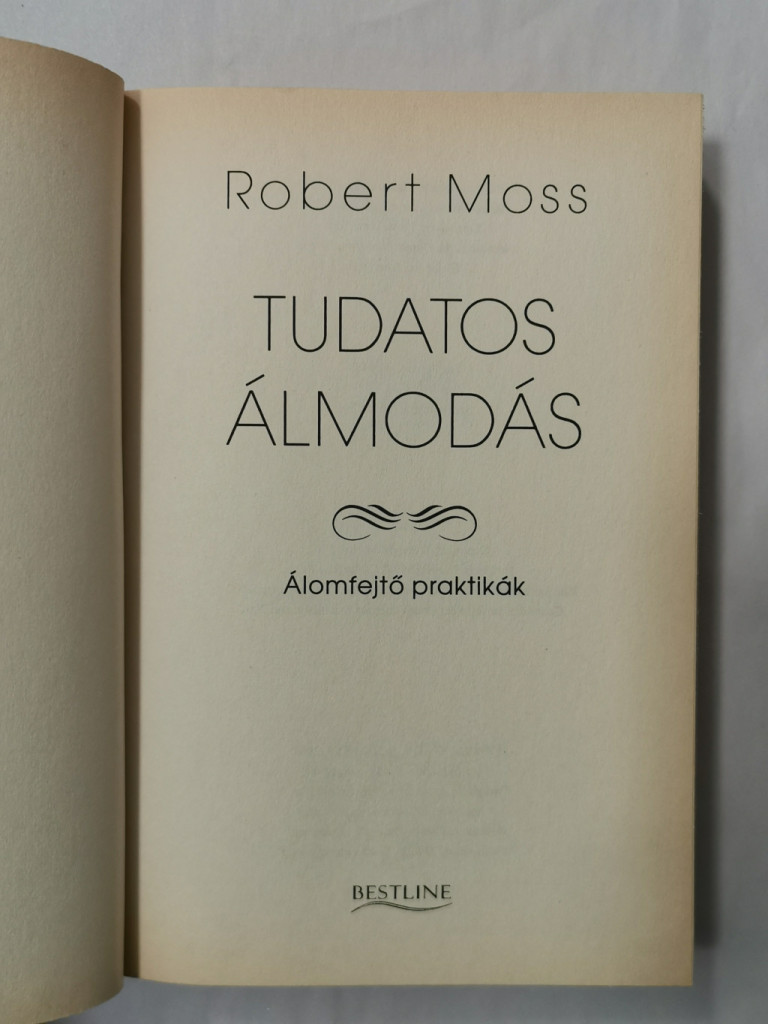 Robert Moss
TUDATOS
ÁLMODÁS
Álomfejtő praktikák
BESTLINE